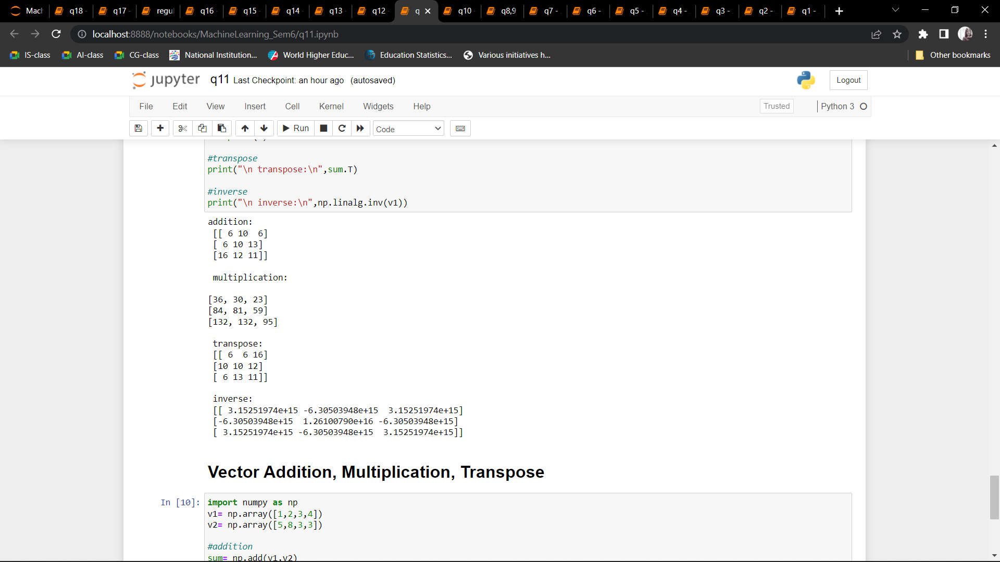 Mach
q18 -
q17 -
regul
q16 -
q15 -
q14 -
q13 -
q12 -
q
q10 -
q8,9
q7 -
q6 -
q5 -
q4 -
q3 -
q2 -
q1 -
localhost:8888/notebooks/MachineLearning_Sem6/q11.ipynb
IS-class AI-class CG-class National Institution... World Higher Educ... Education Statistics... Various initiatives h... Other bookmarks
jupyter q11 Last Checkpoint: an hour ago (autosaved) Logout
File Edit View Insert Cell Kernel Widgets Help Trusted Python 3
Run Code
#transpose
print("\n transpose:\n",sum.T)
#inverse
print("\n inverse:\n",np.linalg.inv(v1))
addition:
[[ 6 10  6]
[ 6 10 13]
[16 12 11]]
multiplication:
[36, 30, 23]
[84, 81, 59]
[132, 132, 95]
transpose:
[[ 6  6 16]
[10 10 12]
[ 6 13 11]]
inverse:
[[ 3.15251974e+15 -6.30503948e+15  3.15251974e+15]
[-6.30503948e+15  1.26100790e+16 -6.30503948e+15]
[ 3.15251974e+15 -6.30503948e+15  3.15251974e+15]]
Vector Addition, Multiplication, Transpose
In [10]: import numpy as np
v1= np.array([1,2,3,4])
v2= np.array([5,8,3,3])
#addition
sum= np.add(v1,v2)